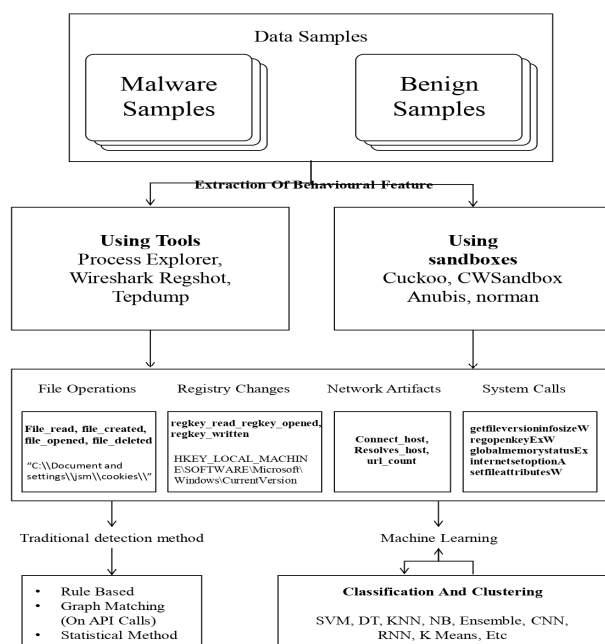 Data Samples
Malware
Samples
Benign
Samples
Extraction Of Behavioural Feature
Using Tools
Process Explorer,
Wireshark Regshot,
Tepdump
Using
sandboxes
Cuckoo, CWSandbox
Anubis, norman
File Operations
Registry Changes
Network Artifacts
System Calls
File_read, file_created,
file_opened, file_deleted
"C:\\Document and
settings\\jsm\\cookies\\"
regkey_read_regkey_opened,
regkey_written
HKEY_LOCAL_MACHIN
E\SOFTWARE\Microsoft\
Windows\CurrentVersion
Connect_host,
Resolves_host,
url_count
getfileversioninfosizeW
regopenkeyExW
globalmemorystatusEx
internetsetoptionA
setfileattributesW
Traditional detection method
Machine Learning
• Rule Based
• Graph Matching
(On API Calls)
• Statistical Method
Classification And Clustering
SVM, DT, KNN, NB, Ensemble, CNN,
RNN, K Means, Etc